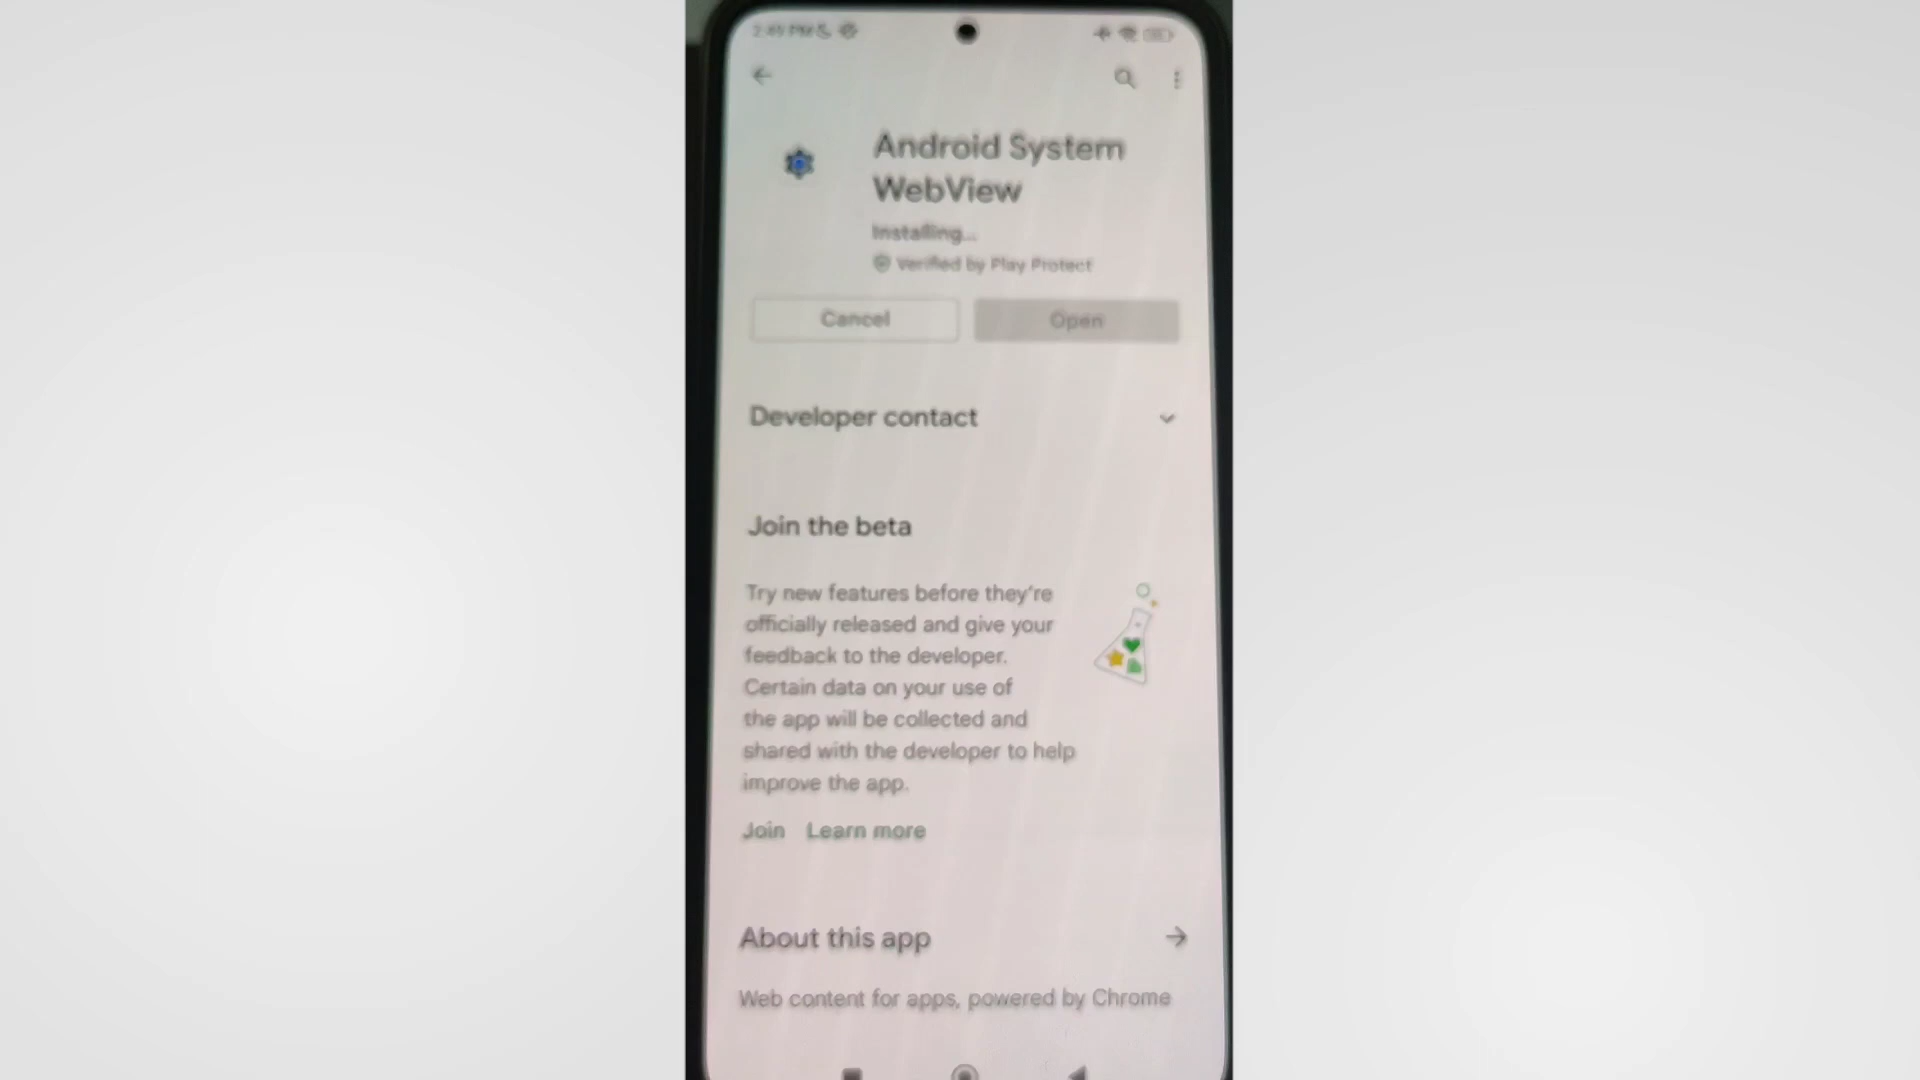 2:49 PM
Android System
WebView
Installing...
Verified by Play Protect
Cancel
Open
Developer contact
Join the beta
Try new features before they're
officially released and give your
feedback to the developer.
Certain data on your use of
the app will be collected and
shared with the developer to help
improve the app.
Join Learn more
About this app
Web content for apps, powered by Chrome